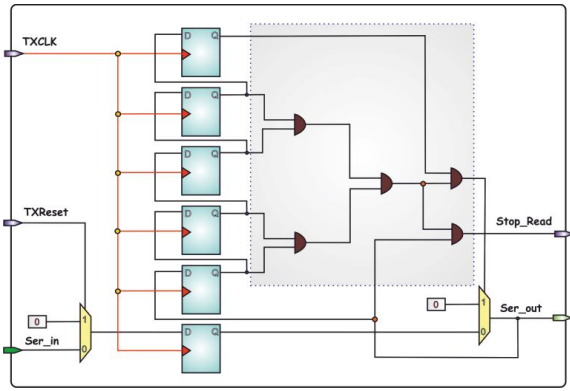 D Q
TXCLK
D Q
D Q
TXReset
D Q
Stop_Read
D Q
0 1 Ser_out
0 1
D Q
0
Ser_in 0